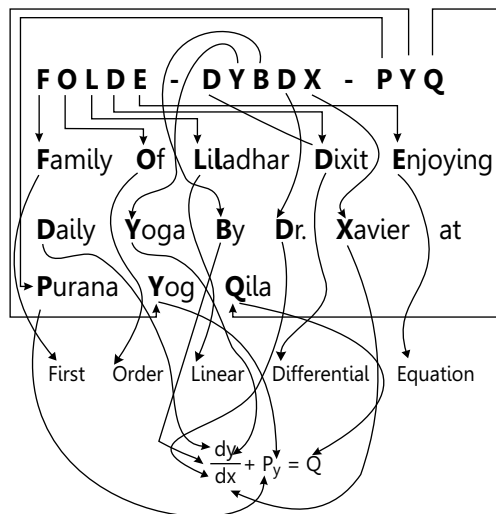 FOLDE - DYBDX - PYQ
Family Of Liladhar Dixit Enjoying
Daily Yoga By Dr. Xavier at
Purana Yog Qila
First Order Linear Differential Equation
dy
+ Py = Q
dx